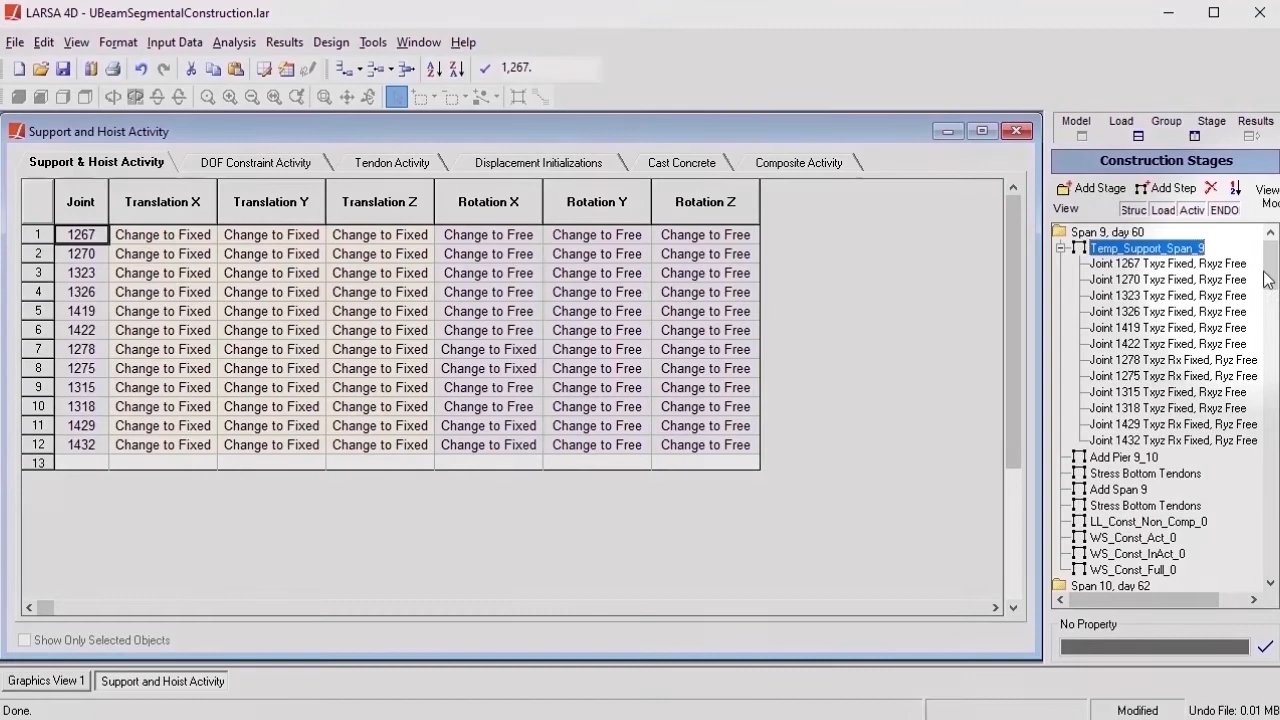 LARSA 4D - UBeamSegmentalConstruction.lar
File Edit View Format Input Data Analysis Results Design Tools Window Help
1,267.
Support and Hoist Activity
Support & Hoist Activity DOF Constraint Activity Tendon Activity Displacement Initializations Cast Concrete Composite Activity
Joint Translation X Translation Y Translation Z Rotation X Rotation Y Rotation Z
1 1267 Change to Fixed Change to Fixed Change to Fixed Change to Free Change to Free Change to Free
2 1270 Change to Fixed Change to Fixed Change to Fixed Change to Free Change to Free Change to Free
3 1323 Change to Fixed Change to Fixed Change to Fixed Change to Free Change to Free Change to Free
4 1326 Change to Fixed Change to Fixed Change to Fixed Change to Free Change to Free Change to Free
5 1419 Change to Fixed Change to Fixed Change to Fixed Change to Free Change to Free Change to Free
6 1422 Change to Fixed Change to Fixed Change to Fixed Change to Free Change to Free Change to Free
7 1278 Change to Fixed Change to Fixed Change to Fixed Change to Fixed Change to Free Change to Free
8 1275 Change to Fixed Change to Fixed Change to Fixed Change to Fixed Change to Free Change to Free
9 1315 Change to Fixed Change to Fixed Change to Fixed Change to Free Change to Free Change to Free
10 1318 Change to Fixed Change to Fixed Change to Fixed Change to Free Change to Free Change to Free
11 1429 Change to Fixed Change to Fixed Change to Fixed Change to Fixed Change to Free Change to Free
12 1432 Change to Fixed Change to Fixed Change to Fixed Change to Fixed Change to Free Change to Free
13
Show Only Selected Objects
Model Load Group Stage Results
Construction Stages
Add Stage Add Step View
View Struc Load Activ ENDO
Span 9, day 60
Temp_Support_Span_9
Joint 1267 Txyz Fixed, Rxyz Free
Joint 1270 Txyz Fixed, Rxyz Free
Joint 1323 Txyz Fixed, Rxyz Free
Joint 1326 Txyz Fixed, Rxyz Free
Joint 1419 Txyz Fixed, Rxyz Free
Joint 1422 Txyz Fixed, Rxyz Free
Joint 1278 Txyz Rx Fixed, Ryz Free
Joint 1275 Txyz Rx Fixed, Ryz Free
Joint 1315 Txyz Fixed, Rxyz Free
Joint 1318 Txyz Fixed, Rxyz Free
Joint 1429 Txyz Rx Fixed, Ryz Free
Joint 1432 Txyz Rx Fixed, Ryz Free
Add Pier 9_10
Stress Bottom Tendons
Add Span 9
Stress Bottom Tendons
LL_Const_Non_Comp_0
WS_Const_Act_0
WS_Const_InAct_0
WS_Const_Full_0
Span 10, day 62
No Property
Graphics View 1 Support and Hoist Activity
Done. Modified Undo File: 0.01 MB